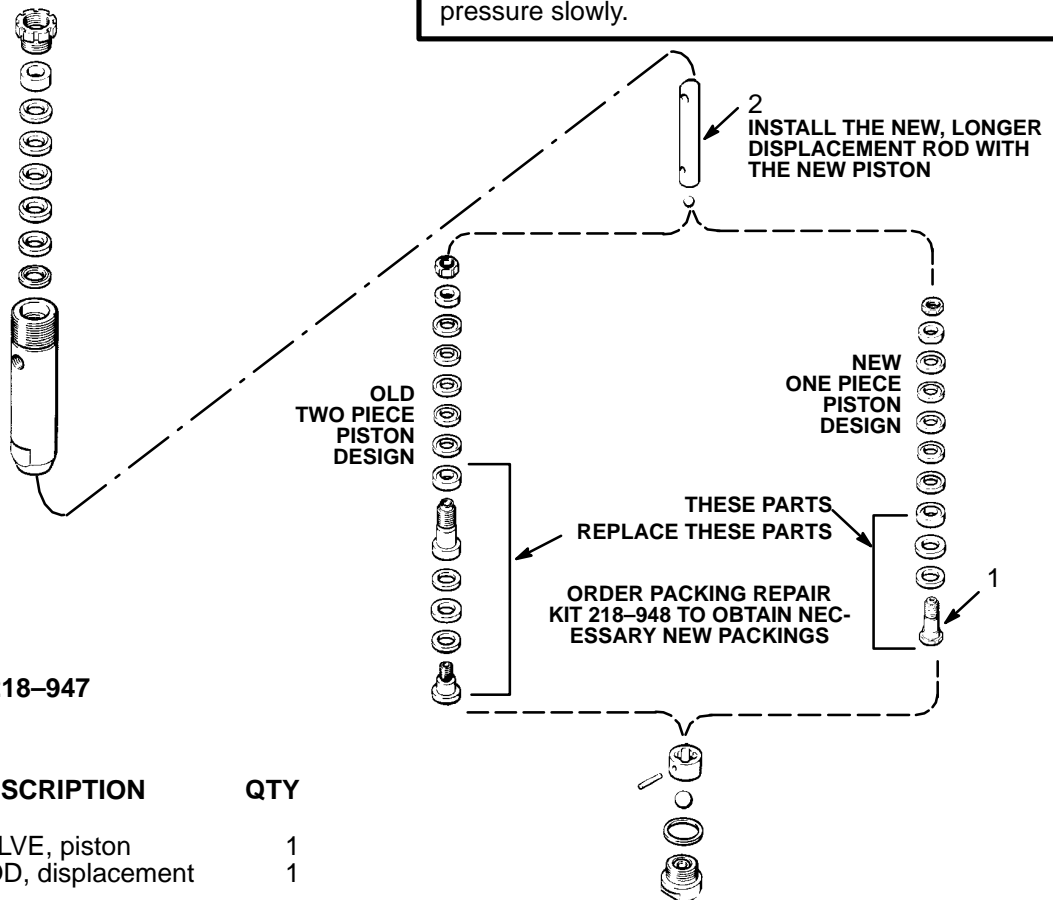 pressure slowly.
2
INSTALL THE NEW, LONGER
DISPLACEMENT ROD WITH
THE NEW PISTON
OLD
TWO PIECE
PISTON
DESIGN
NEW
ONE PIECE
PISTON
DESIGN
THESE PARTS
REPLACE THESE PARTS
1
ORDER PACKING REPAIR
KIT 218–948 TO OBTAIN NEC-
ESSARY NEW PACKINGS
218–947
SCRIPTION QTY
LVE, piston 1
OD, displacement 1